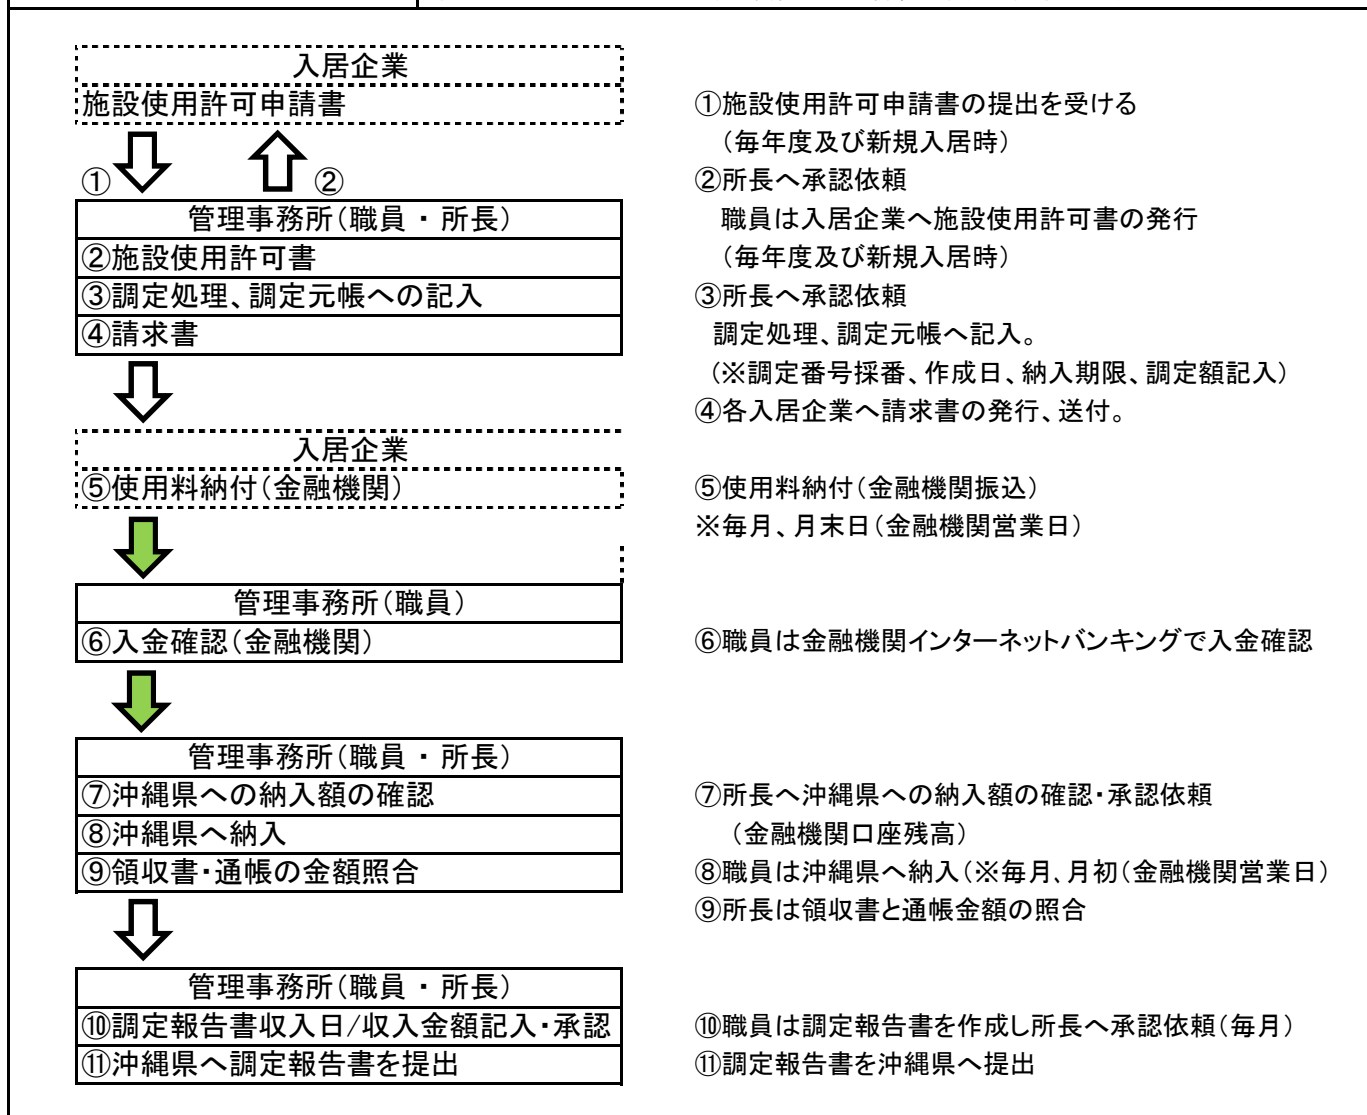 入居企業
施設使用許可申請書
①施設使用許可申請書の提出を受ける
（毎年度及び新規入居時）
① ②
②所長へ承認依頼
管理事務所（職員・所長）
職員は入居企業へ施設使用許可書の発行
②施設使用許可書
（毎年度及び新規入居時）
③調定処理、調定元帳への記入
③所長へ承認依頼
④請求書
調定処理、調定元帳へ記入。
（※調定番号採番、作成日、納入期限、調定額記入）
④各入居企業へ請求書の発行、送付。
入居企業
⑤使用料納付（金融機関）
⑤使用料納付（金融機関振込）
※毎月、月末日（金融機関営業日）
管理事務所（職員）
⑥入金確認（金融機関）
⑥職員は金融機関インターネットバンキングで入金確認
管理事務所（職員・所長）
⑦沖縄県への納入額の確認
⑦所長へ沖縄県への納入額の確認・承認依頼
⑧沖縄県へ納入
（金融機関口座残高）
⑨領収書・通帳の金額照合
⑧職員は沖縄県へ納入（※毎月、月初（金融機関営業日）
⑨所長は領収書と通帳金額の照合
管理事務所（職員・所長）
⑩調定報告書収入日/収入金額記入・承認
⑩職員は調定報告書を作成し所長へ承認依頼（毎月）
⑪沖縄県へ調定報告書を提出
⑪調定報告書を沖縄県へ提出